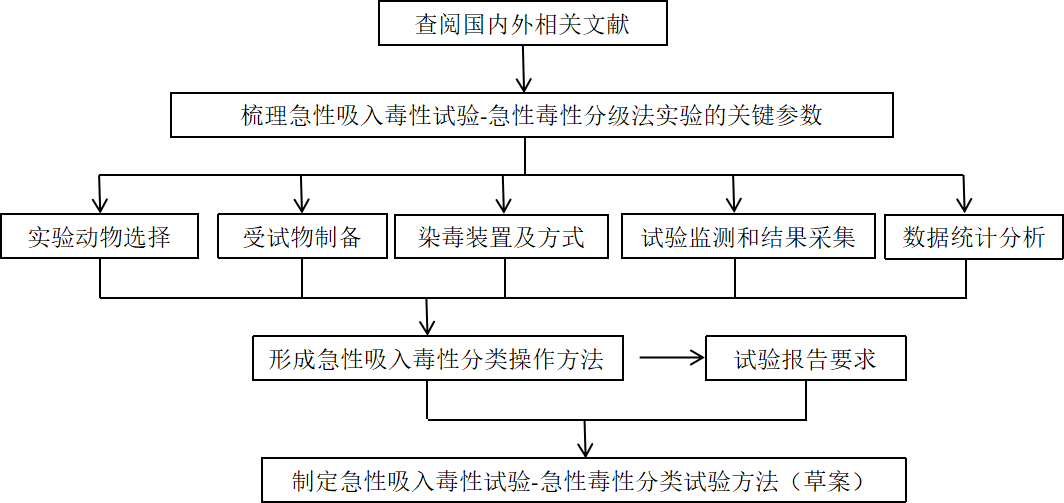 查阅国内外相关文献
梳理急性吸入毒性试验-急性毒性分级法实验的关键参数
实验动物选择
受试物制备
染毒装置及方式
试验监测和结果采集
数据统计分析
形成急性吸入毒性分类操作方法
试验报告要求
制定急性吸入毒性试验-急性毒性分类试验方法（草案）